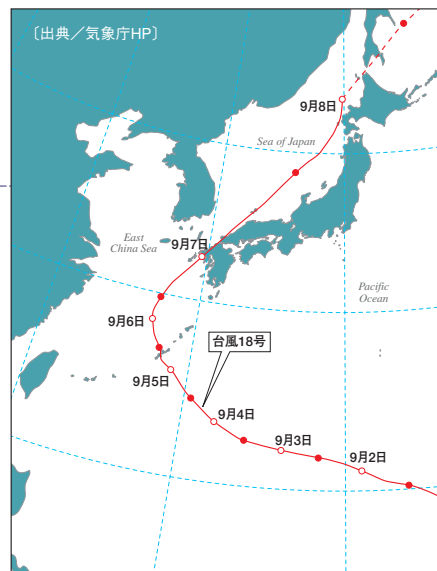 〔出典／気象庁HP〕
9月8日
Sea of Japan
East
China Sea
9月7日
Pacific
Ocean
9月6日
台風18号
9月5日
9月4日
9月3日
9月2日